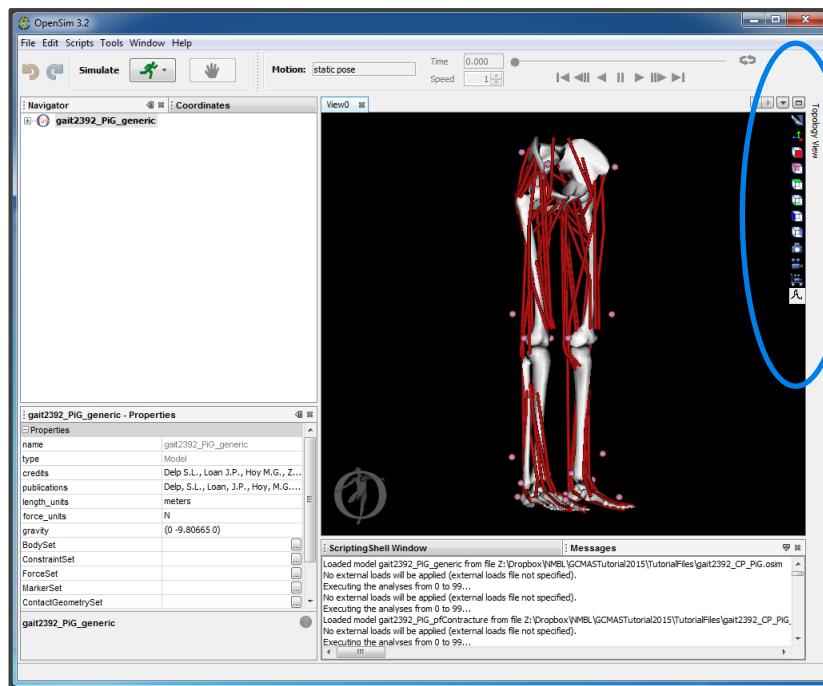 OpenSim 3.2
File Edit Scripts Tools Window Help
Simulate
Motion: static pose
Time 0.000
Speed 1
Navigator
Coordinates
gait2392_PiG_generic
View0
Topology View
gait2392_PiG_generic - Properties
Properties
name gait2392_PiG_generic
type Model
credits Delp S.L., Loan J.P., Hoy M.G., Z...
publications Delp, S.L., Loan, J.P., Hoy, M.G....
length_units meters
force_units N
gravity (0 -9.80665 0)
BodySet ...
ConstraintSet ...
ForceSet ...
MarkerSet ...
ContactGeometrySet ...
gait2392_PiG_generic
ScriptingShell Window
Messages
Loaded model gait2392_PiG_generic from file Z:\Dropbox\NMBL\GCMASTutorial2015\TutorialFiles\gait2392_CP_PiG.osim
No external loads will be applied (external loads file not specified).
Executing the analyses from 0 to 99...
No external loads will be applied (external loads file not specified).
Executing the analyses from 0 to 99...
Loaded model gait2392_PiG_pfContracture from file Z:\Dropbox\NMBL\GCMASTutorial2015\TutorialFiles\gait2392_CP_PiG_
No external loads will be applied (external loads file not specified).
Executing the analyses from 0 to 99...